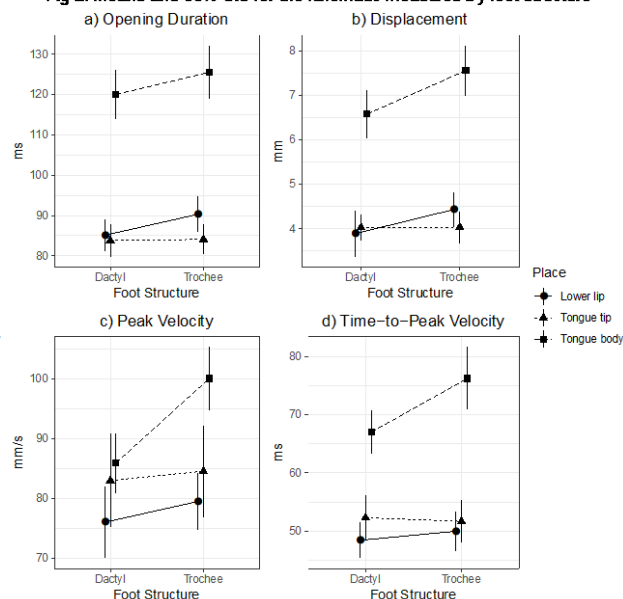 a) Opening Duration
b) Displacement
130
120
110
100
90
80
ms
Dactyl Trochee
Foot Structure
8
7
6
5
4
mm
Dactyl Trochee
Foot Structure
Place
Lower lip
Tongue tip
Tongue body
c) Peak Velocity
d) Time-to-Peak Velocity
100
90
80
70
mm/s
Dactyl Trochee
Foot Structure
80
70
60
50
ms
Dactyl Trochee
Foot Structure